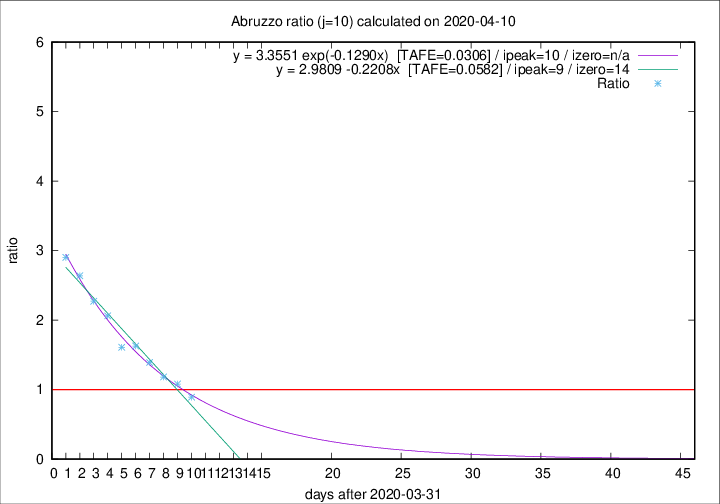 Abruzzo ratio (j=10) calculated on 2020-04-10
y = 3.3551 exp(-0.1290x) [TAFE=0.0306] / ipeak=10 / izero=n/a
y = 2.9809 -0.2208x [TAFE=0.0582] / ipeak=9 / izero=14
Ratio
6
5
4
3
2
1
0
ratio
0 1 2 3 4 5 6 7 8 9 10 11 12 13 14 15 20 25 30 35 40 45
days after 2020-03-31